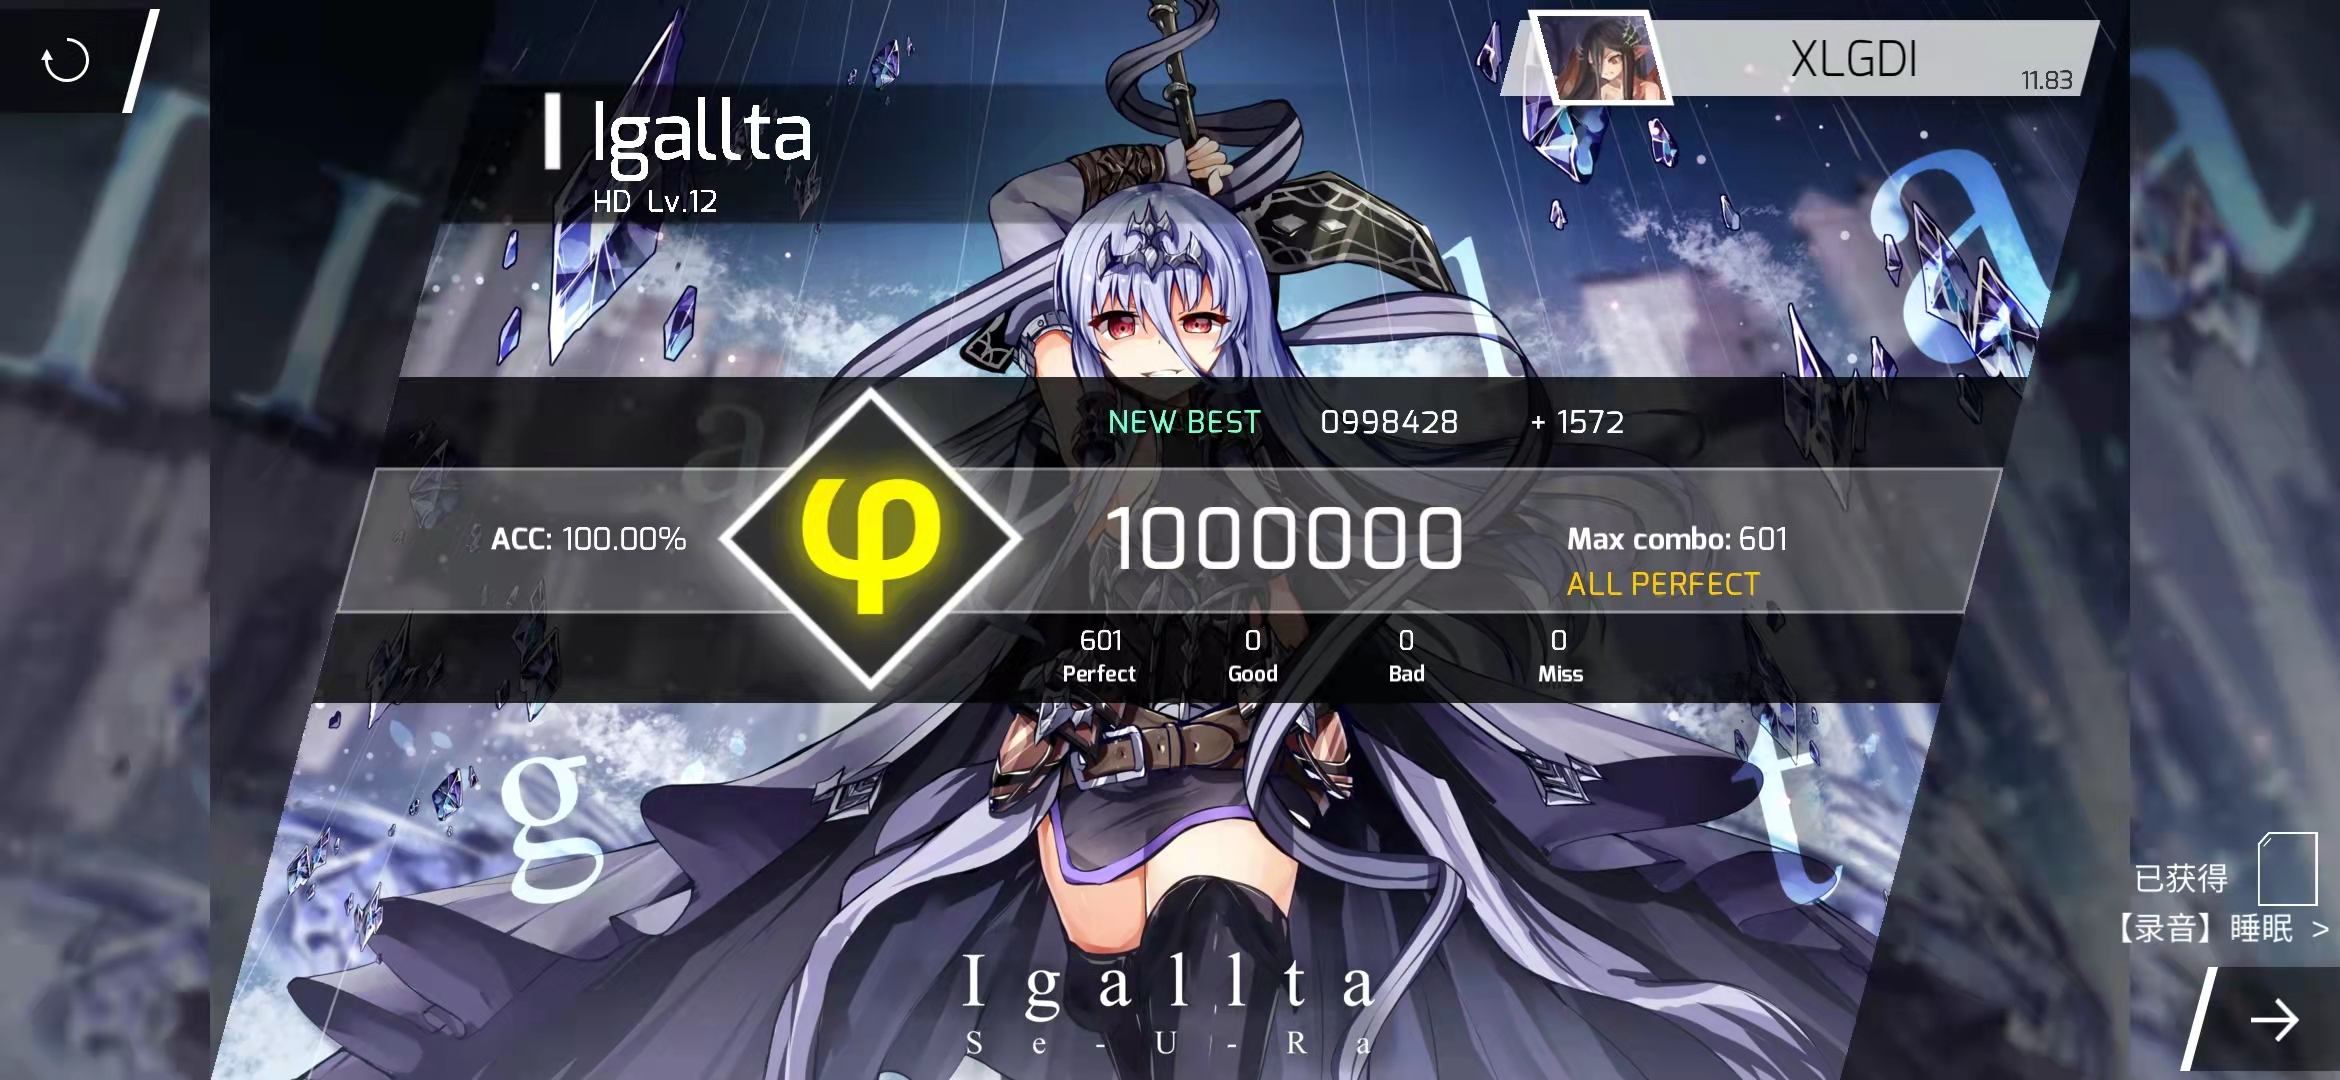 XLGDI
11.83
Igallta
HD Lv.12
NEW BEST 0998428 + 1572
ACC: 100.00%
φ
1000000
Max combo: 601
ALL PERFECT
601 0 0 0
Perfect Good Bad Miss
已获得
【录音】睡眠 >
Igallta
Se-U-Ra